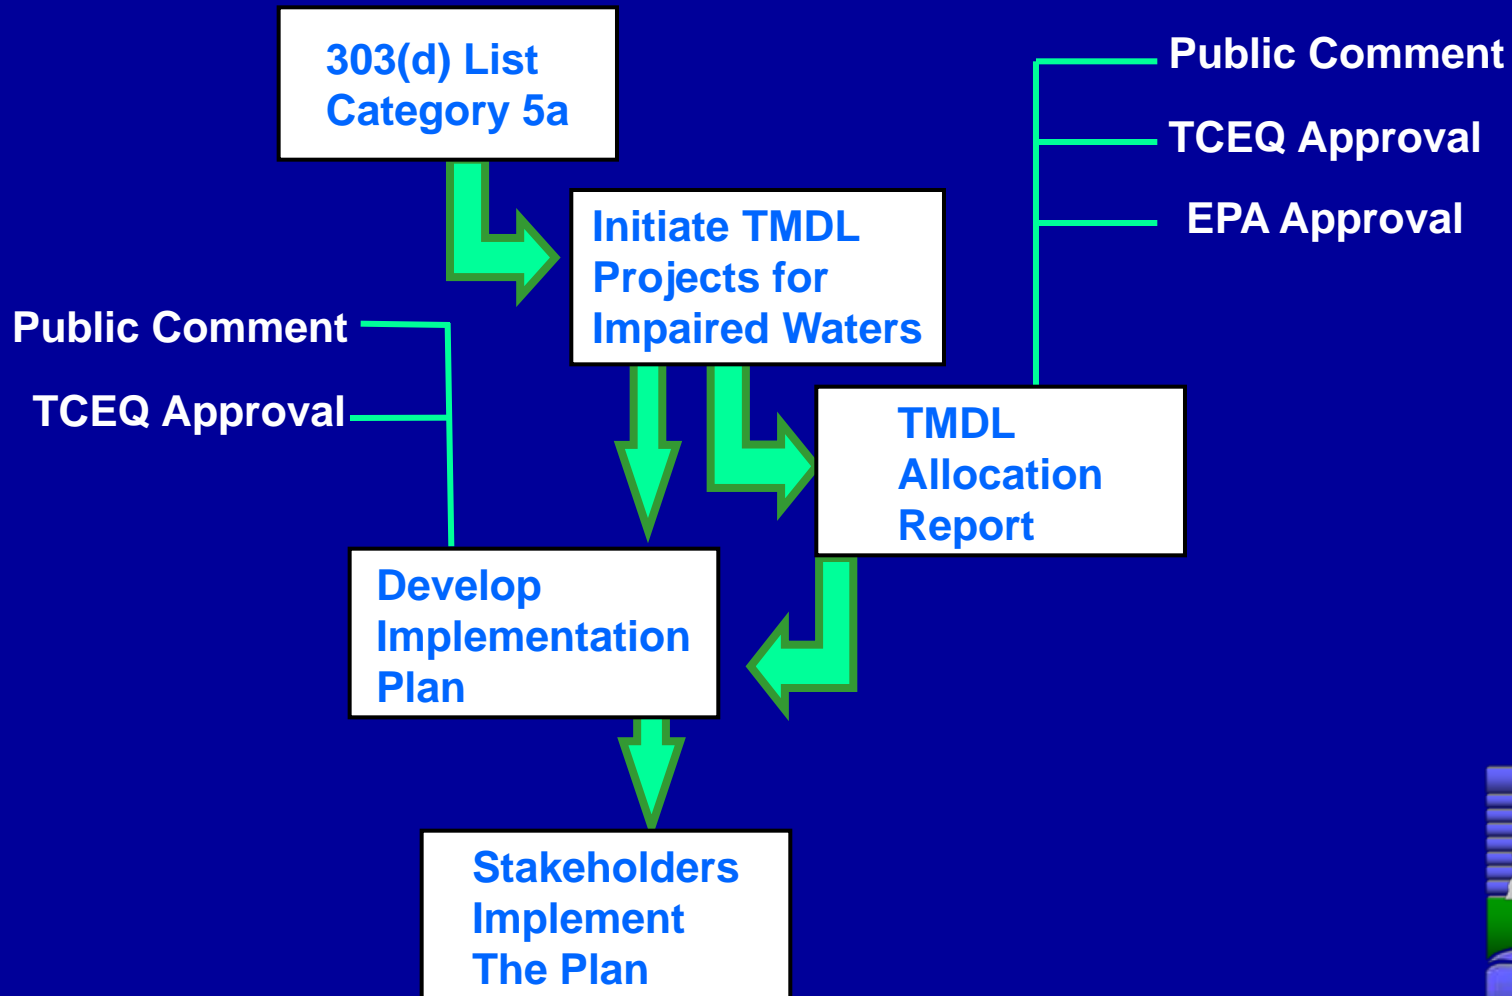 303(d) List
Category 5a
Public Comment
TCEQ Approval
EPA Approval
Initiate TMDL
Projects for
Impaired Waters
Public Comment
TCEQ Approval
TMDL
Allocation
Report
Develop
Implementation
Plan
Stakeholders
Implement
The Plan